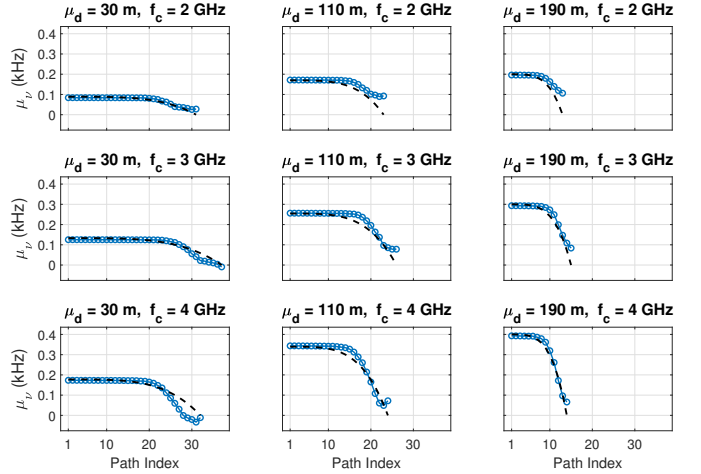 μd = 30 m, fc = 2 GHz
μd = 110 m, fc = 2 GHz
μd = 190 m, fc = 2 GHz
μν (kHz)
0.4
0.3
0.2
0.1
0
μd = 30 m, fc = 3 GHz
μd = 110 m, fc = 3 GHz
μd = 190 m, fc = 3 GHz
μν (kHz)
0.4
0.3
0.2
0.1
0
μd = 30 m, fc = 4 GHz
μd = 110 m, fc = 4 GHz
μd = 190 m, fc = 4 GHz
μν (kHz)
0.4
0.3
0.2
0.1
0
1 10 20 30
1 10 20 30
1 10 20 30
Path Index
Path Index
Path Index